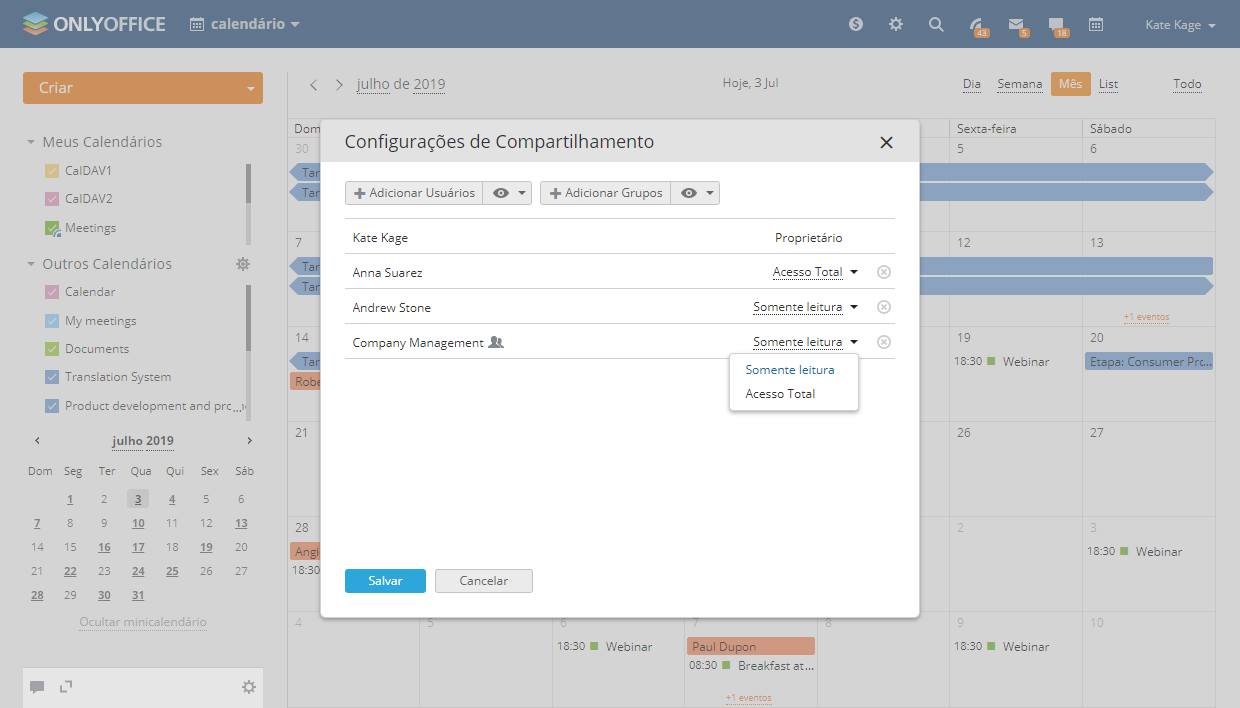 ONLYOFFICE calendário
43 5 18 Kate Kage
Criar
julho de 2019
Hoje, 3 Jul
Dia Semana Mês List Todo
Meus Calendários
CalDAV1
CalDAV2
Meetings
Outros Calendários
Calendar
My meetings
Documents
Translation System
Product development and pro...
julho 2019
Dom Seg Ter Qua Qui Sex Sáb
1 2 3 4 5 6
7 8 9 10 11 12 13
14 15 16 17 18 19 20
21 22 23 24 25 26 27
28 29 30 31
Ocultar minicalendário
Configurações de Compartilhamento
Adicionar Usuários Adicionar Grupos
Kate Kage Proprietário
Anna Suarez Acesso Total
Andrew Stone Somente leitura
Company Management Somente leitura
Somente leitura
Acesso Total
Salvar Cancelar
Dom Sexta-feira Sábado
30 5 6
Tar
Tar
7 12 13
Tar
Tar
+1 eventos
14 19 20
Tar 18:30 Webinar Etapa: Consumer Pro...
Robe
21 26 27
28 2 3
Angi 18:30 Webinar
18:30
4 5 6 7 8 9 10
18:30 Webinar Paul Dupon 18:30 Webinar
08:30 Breakfast at...
+1 eventos